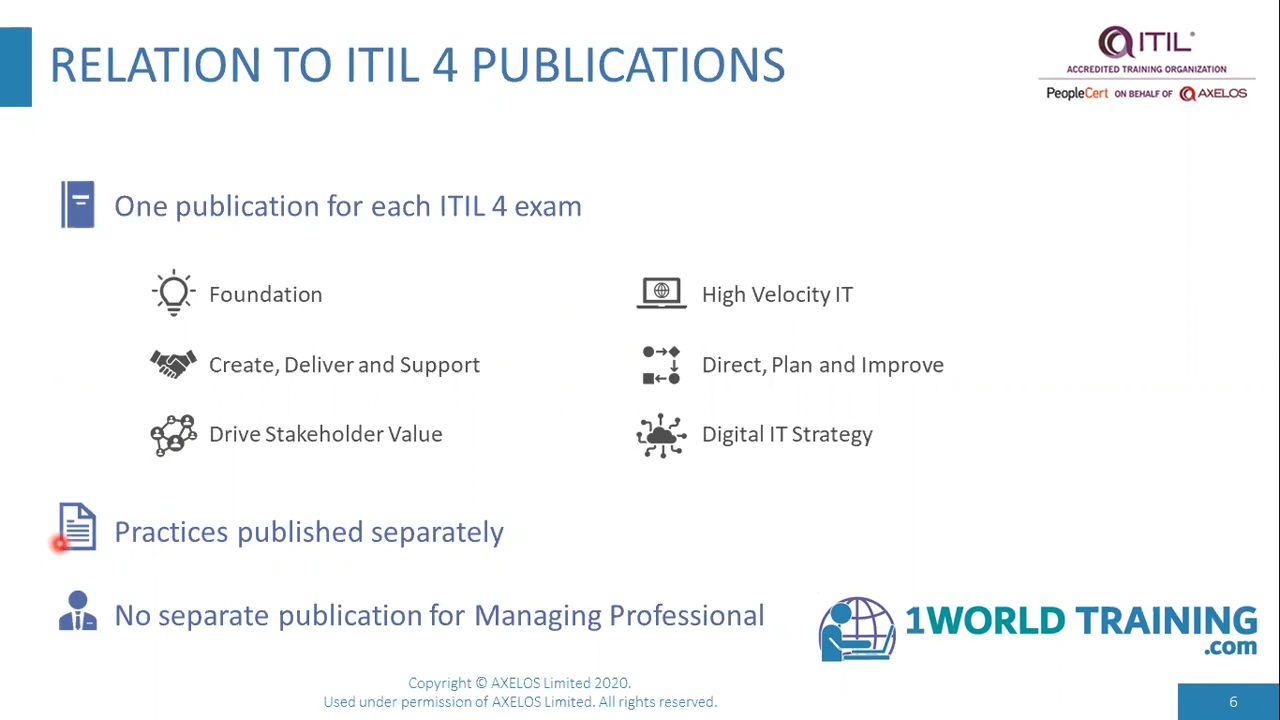 RELATION TO ITIL 4 PUBLICATIONS
ITIL®
ACCREDITED TRAINING ORGANIZATION
PeopleCert ON BEHALF OF AXELOS
One publication for each ITIL 4 exam
Foundation
High Velocity IT
Create, Deliver and Support
Direct, Plan and Improve
Drive Stakeholder Value
Digital IT Strategy
Practices published separately
No separate publication for Managing Professional
1WORLD TRAINING
.com
Copyright © AXELOS Limited 2020.
Used under permission of AXELOS Limited. All rights reserved.
6